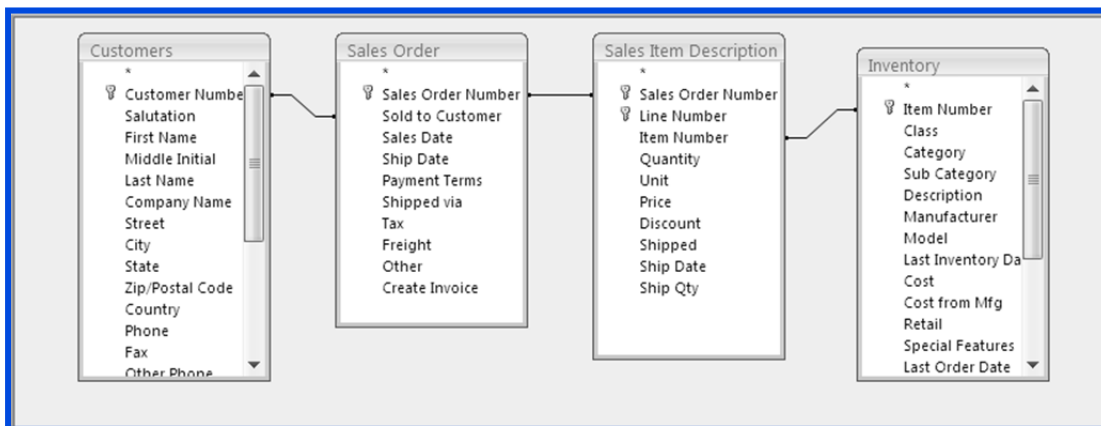 Customers
*
Customer Numbe
Salutation
First Name
Middle Initial
Last Name
Company Name
Street
City
State
Zip/Postal Code
Country
Phone
Fax
Other Phone
Sales Order
*
Sales Order Number
Sold to Customer
Sales Date
Ship Date
Payment Terms
Shipped via
Tax
Freight
Other
Create Invoice
Sales Item Description
*
Sales Order Number
Line Number
Item Number
Quantity
Unit
Price
Discount
Shipped
Ship Date
Ship Qty
Inventory
*
Item Number
Class
Category
Sub Category
Description
Manufacturer
Model
Last Inventory Da
Cost
Cost from Mfg
Retail
Special Features
Last Order Date